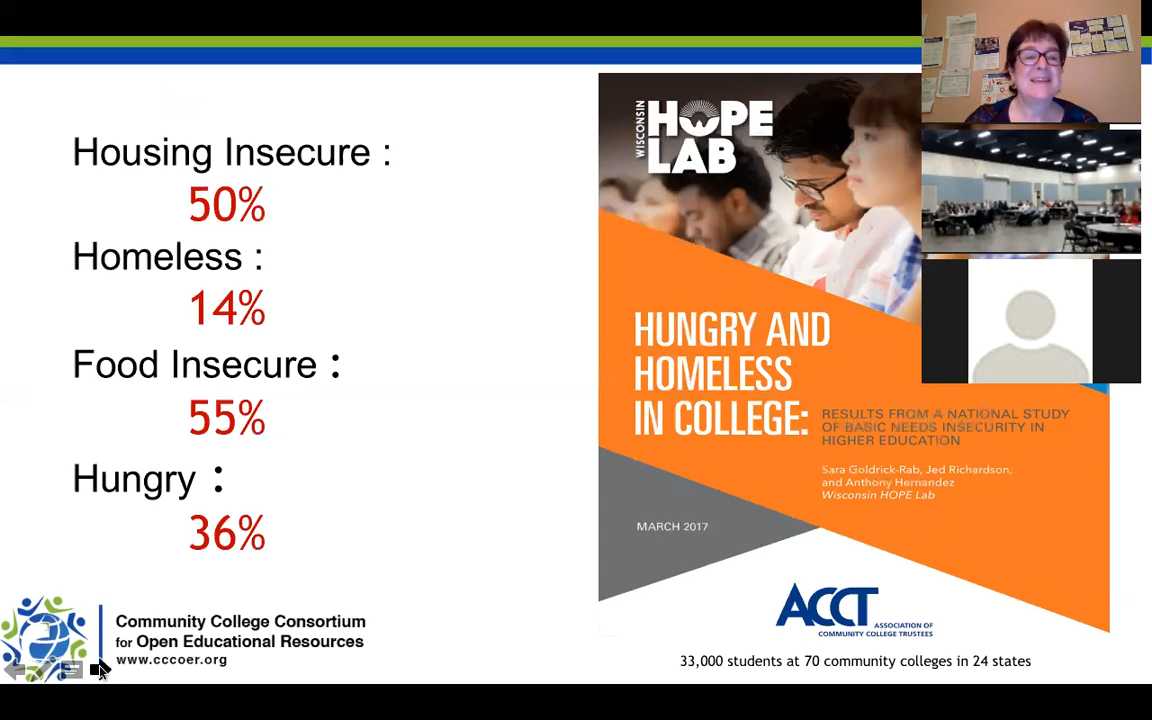 Housing Insecure :
50%
Homeless :
14%
Food Insecure :
55%
Hungry :
36%
Community College Consortium
for Open Educational Resources
www.cccoer.org
WISCONSIN
HOPE
LAB
HUNGRY AND
HOMELESS
IN COLLEGE:
RESULTS FROM A NATIONAL STUDY
OF BASIC NEEDS INSECURITY IN
HIGHER EDUCATION
Sara Goldrick-Rab, Jed Richardson,
and Anthony Hernandez
Wisconsin HOPE Lab
MARCH 2017
ACCT
ASSOCIATION OF
COMMUNITY COLLEGE TRUSTEES
33,000 students at 70 community colleges in 24 states